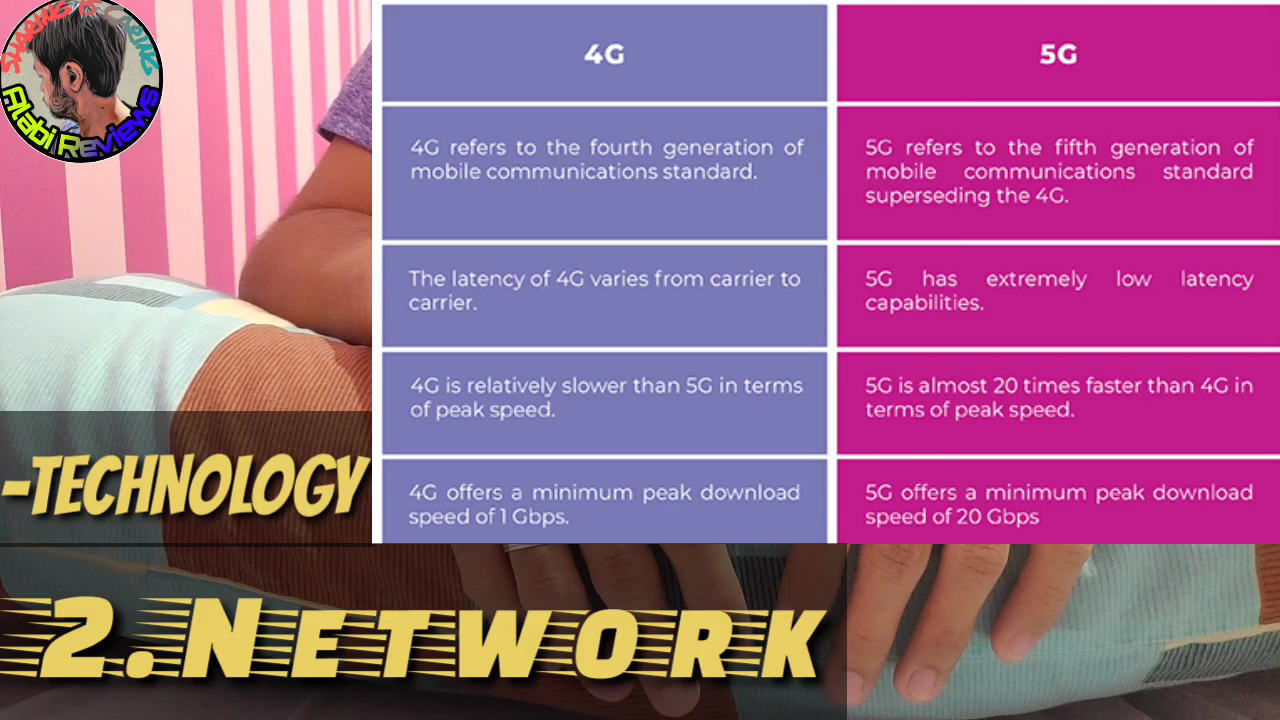 SHARING IS CARING
Alabi Reviews
4G
5G
4G refers to the fourth generation of
mobile communications standard.
5G refers to the fifth generation of
mobile communications standard
superseding the 4G.
The latency of 4G varies from carrier to
carrier.
5G has extremely low latency
capabilities.
4G is relatively slower than 5G in terms
of peak speed.
5G is almost 20 times faster than 4G in
terms of peak speed.
4G offers a minimum peak download
speed of 1 Gbps.
5G offers a minimum peak download
speed of 20 Gbps
-TECHNOLOGY
2.NETWORK